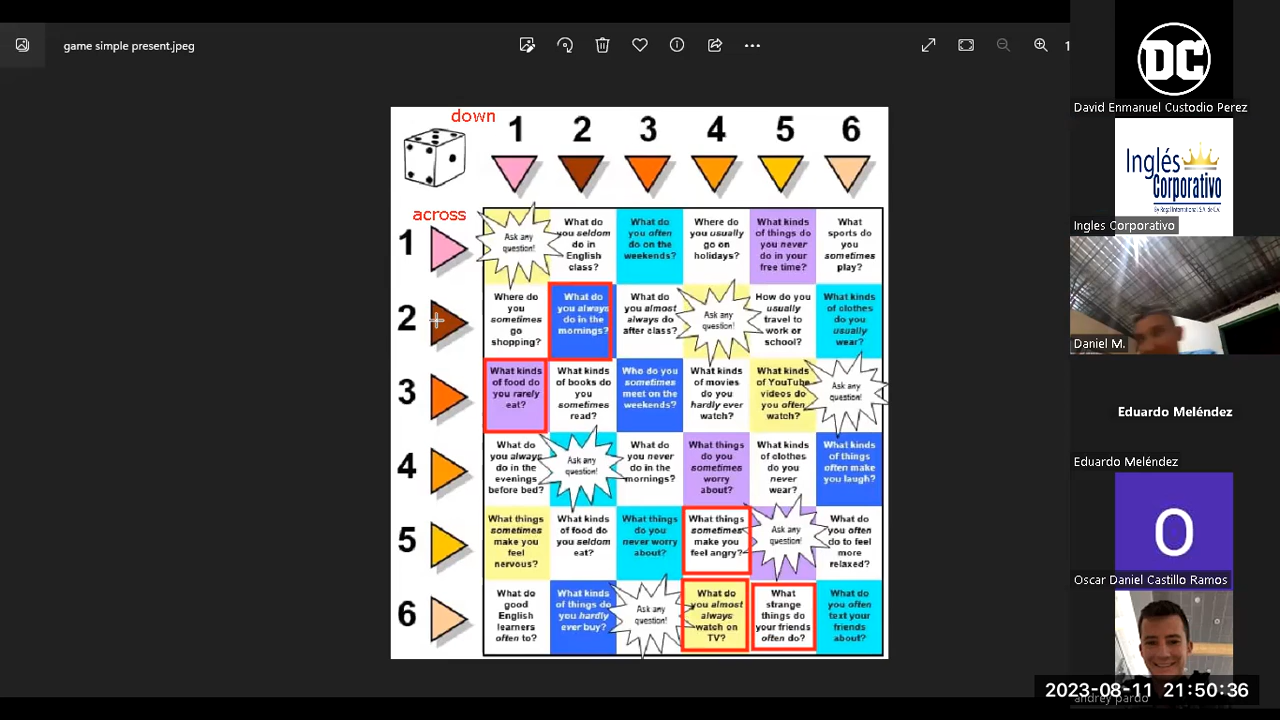 game simple present.jpeg
1
down
1 2 3 4 5 6
across
1
Ask any
question!
What do
you seldom
do in
English
class?
What do
you often
do on the
weekends?
Where do
you usually
go on
holidays?
What kinds
of things do
you never
do in your
free time?
What
sports do
you
sometimes
play?
2
Where do
you
sometimes
go
shopping?
What do
you always
do in the
mornings?
What do
you almost
always do
after class?
Ask any
question!
How do you
usually
travel to
work or
school?
What kinds
of clothes
do you
usually
wear?
3
What kinds
of food do
you rarely
eat?
What kinds
of books do
you
sometimes
read?
Who do you
sometimes
meet on the
weekends?
What kinds
of movies
do you
hardly ever
watch?
What kinds
of YouTube
videos do
you often
watch?
Ask any
question!
4
What do
you always
do in the
evenings
before bed?
Ask any
question!
What do
you never
do in the
mornings?
What things
do you
sometimes
worry
about?
What kinds
of clothes
do you
never
wear?
What kinds
of things
often make
you laugh?
5
What things
sometimes
make you
feel
nervous?
What kinds
of food do
you seldom
eat?
What things
do you
never worry
about?
What things
sometimes
make you
feel angry?
Ask any
question!
What do
you often
do to feel
more
relaxed?
6
What do
good
English
learners
often to?
What kinds
of things do
you hardly
ever buy?
Ask any
question!
What do
you almost
always
watch on
TV?
What
strange
things do
your friends
often do?
What do
you often
text your
friends
about?
DC
David Enmanuel Custodio Perez
Inglés
Corporativo
By Regal International, S.A. de C.V.
Ingles Corporativo
Daniel M.
Eduardo Meléndez
Eduardo Meléndez
O
Oscar Daniel Castillo Ramos
andrey pardo
2023-08-11 21:50:36